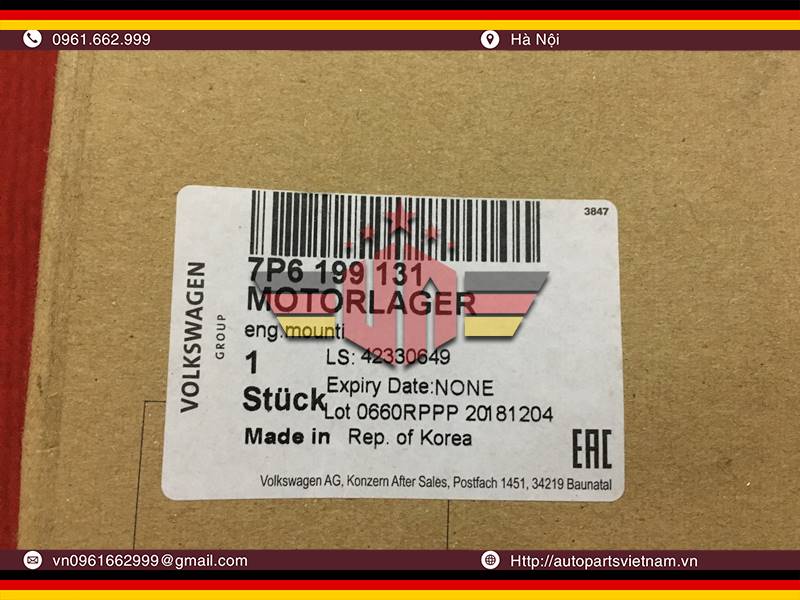 0961.662.999
Hà Nội
3847
VOLKSWAGEN
GROUP
7P6 199 131
MOTORLAGER
eng.mounti
1
LS: 42330649
Expiry Date:NONE
Stück
Lot 0660RPPP 20181204
Made in Rep. of Korea
EAC
Volkswagen AG, Konzern After Sales, Postfach 1451, 34219 Baunatal
vn0961662999@gmail.com
Http://autopartsvietnam.vn